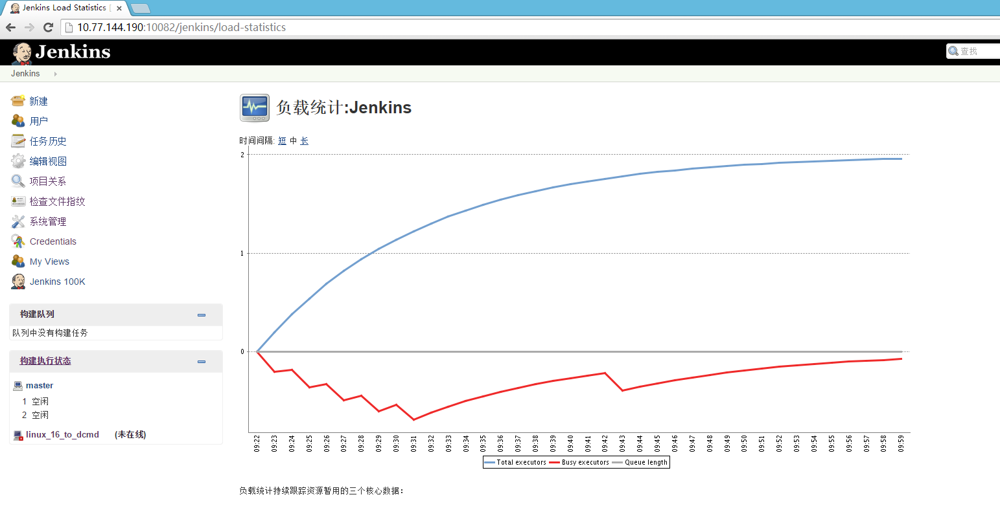 Jenkins Load Statistics [
10.77.144.190:10082/jenkins/load-statistics
Jenkins
查找
Jenkins
新建
用户
任务历史
编辑视图
项目关系
检查文件指纹
系统管理
Credentials
My Views
Jenkins 100K
构建队列
队列中没有构建任务
构建执行状态
master
1 空闲
2 空闲
linux_16_to_dcmd (未在线)
负载统计:Jenkins
时间间隔: 短 中 长
2
1
0
09:22 09:23 09:24 09:25 09:26 09:27 09:28 09:29 09:30 09:31 09:32 09:33 09:34 09:35 09:36 09:37 09:38 09:39 09:40 09:41 09:42 09:43 09:44 09:45 09:46 09:47 09:48 09:49 09:50 09:51 09:52 09:53 09:54 09:55 09:56 09:57 09:58 09:59
Total executors Busy executors Queue length
负载统计持续跟踪资源暂用的三个核心数据: